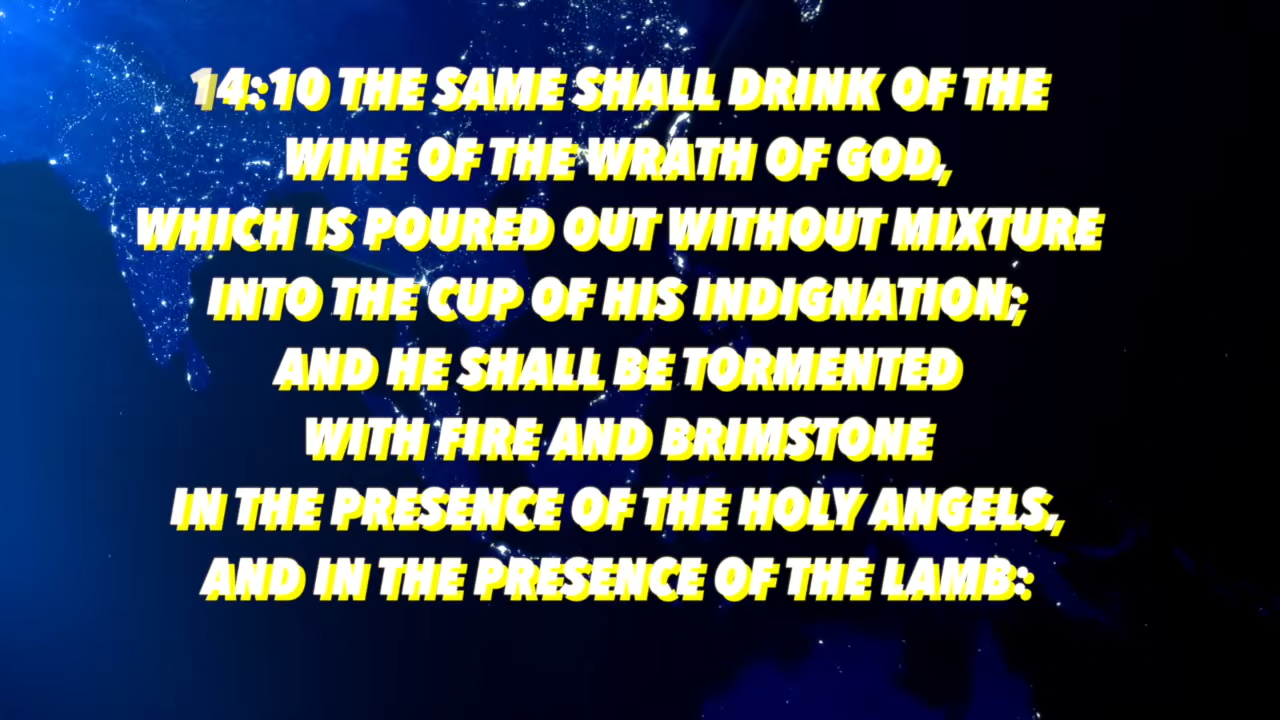 14:10 THE SAME SHALL DRINK OF THE
WINE OF THE WRATH OF GOD,
WHICH IS POURED OUT WITHOUT MIXTURE
INTO THE CUP OF HIS INDIGNATION;
AND HE SHALL BE TORMENTED
WITH FIRE AND BRIMSTONE
IN THE PRESENCE OF THE HOLY ANGELS,
AND IN THE PRESENCE OF THE LAMB: